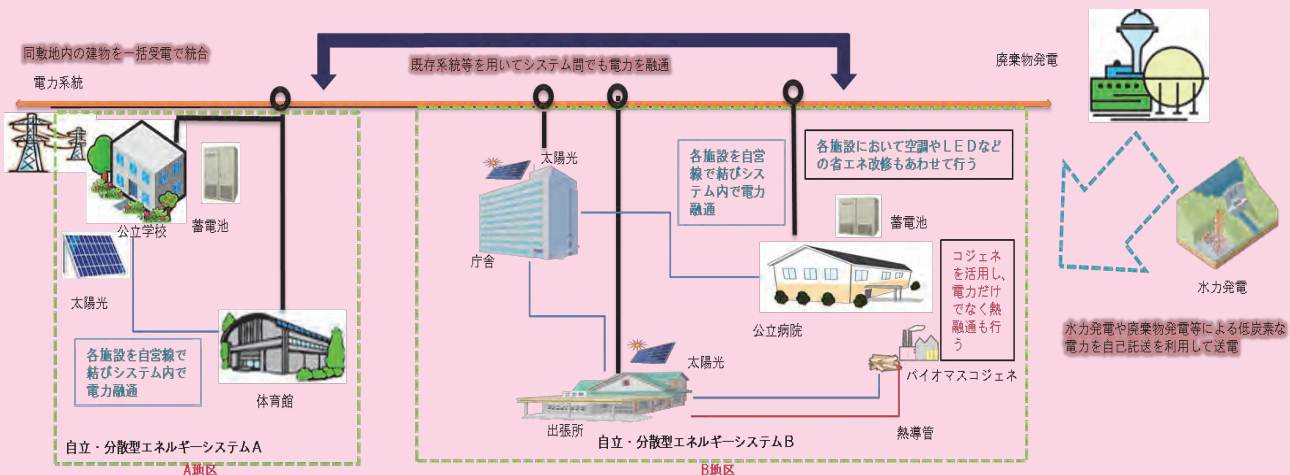 同敷地内の建物を一括受電で統合
電力系統
既存系統等を用いてシステム間でも電力を融通
廃棄物発電
公立学校
蓄電池
太陽光
各施設を自営線で
結びシステム内で
電力融通
体育館
自立・分散型エネルギーシステムA
A地区
太陽光
庁舎
各施設を自営
線で結びシス
テム内で電力
融通
各施設において空調やLEDなど
の省エネ改修もあわせて行う
蓄電池
公立病院
コジェネ
を活用し、
電力だけ
でなく熱
融通も行
う
太陽光
バイオマスコジェネ
出張所
熱導管
自立・分散型エネルギーシステムB
B地区
水力発電
水力発電や廃棄物発電等による低炭素な
電力を自己託送を利用して送電